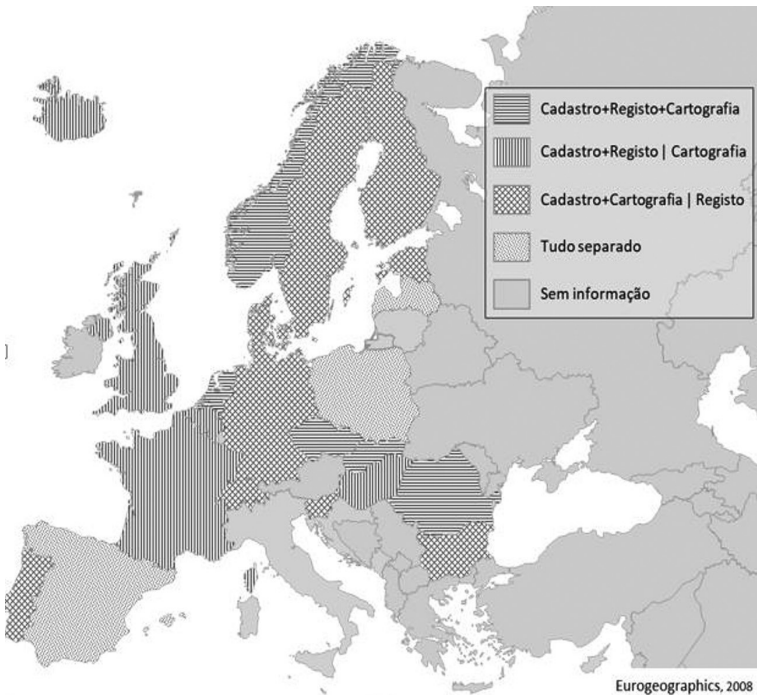 Cadastro+Registo+Cartografia
Cadastro+Registo | Cartografia
Cadastro+Cartografia | Registo
Tudo separado
Sem informação
Eurogeographics, 2008